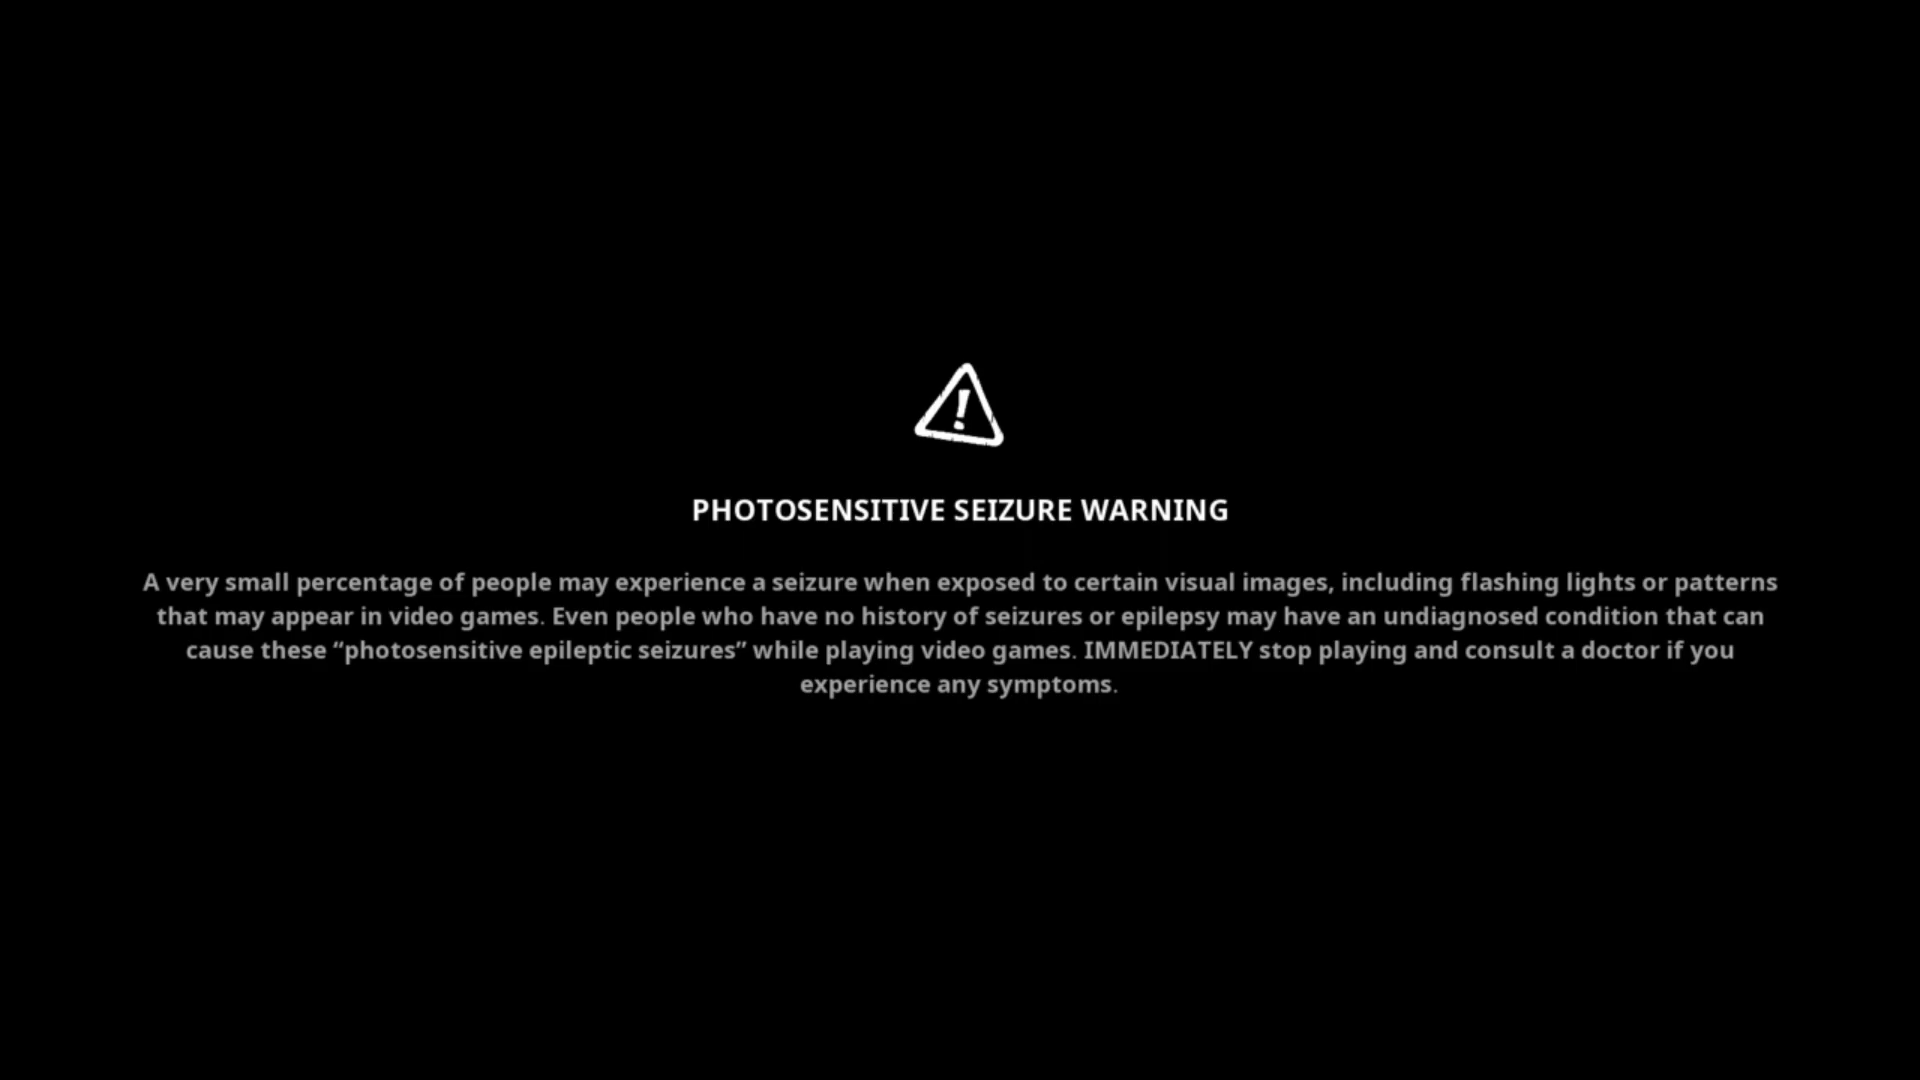 PHOTOSENSITIVE SEIZURE WARNING
A very small percentage of people may experience a seizure when exposed to certain visual images, including flashing lights or patterns
that may appear in video games. Even people who have no history of seizures or epilepsy may have an undiagnosed condition that can
cause these “photosensitive epileptic seizures” while playing video games. IMMEDIATELY stop playing and consult a doctor if you
experience any symptoms.